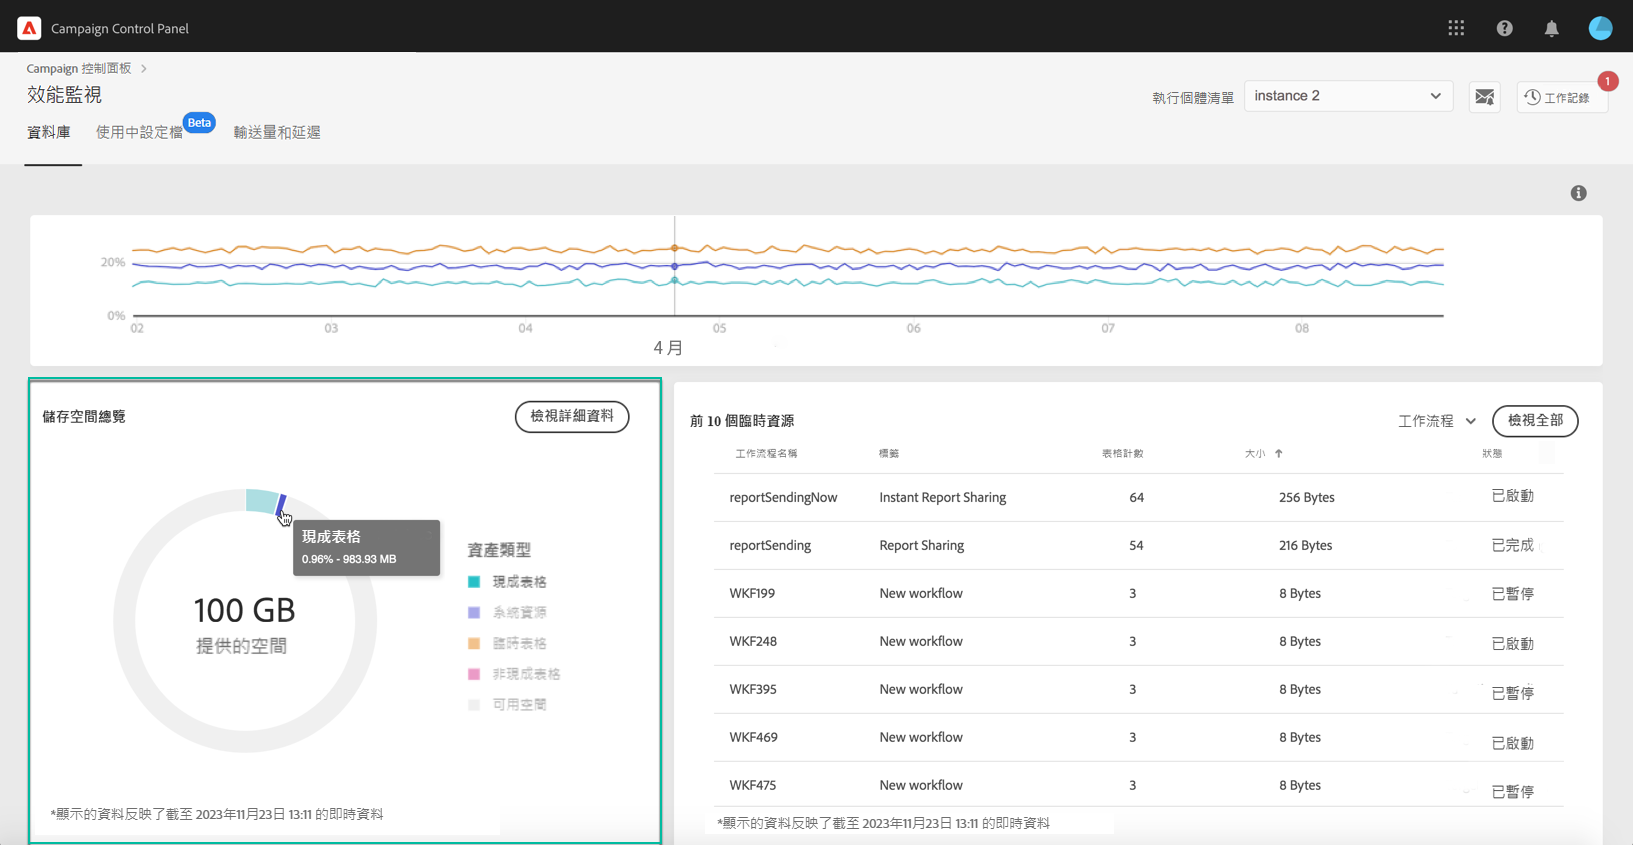 Campaign Control Panel
Campaign 控制面板
效能監視
執行個體清單
instance 2
工作記錄
1
資料庫
使用中設定檔
Beta
輸送量和延遲
20%
0%
02
03
04
05
06
07
08
4 月
儲存空間總覽
檢視詳細資料
現成表格
0.96% - 983.93 MB
100 GB
提供的空間
資產類型
現成表格
系統資源
臨時表格
非現成表格
可用空間
*顯示的資料反映了截至 2023年11月23日 13:11 的即時資料
前 10 個臨時資源
工作流程
檢視全部
工作流程名稱 標籤 表格計數 大小 狀態
reportSendingNow Instant Report Sharing 64 256 Bytes 已啟動
reportSending Report Sharing 54 216 Bytes 已完成
WKF199 New workflow 3 8 Bytes 已暫停
WKF248 New workflow 3 8 Bytes 已啟動
WKF395 New workflow 3 8 Bytes 已暫停
WKF469 New workflow 3 8 Bytes 已啟動
WKF475 New workflow 3 8 Bytes 已暫停
*顯示的資料反映了截至 2023年11月23日 13:11 的即時資料